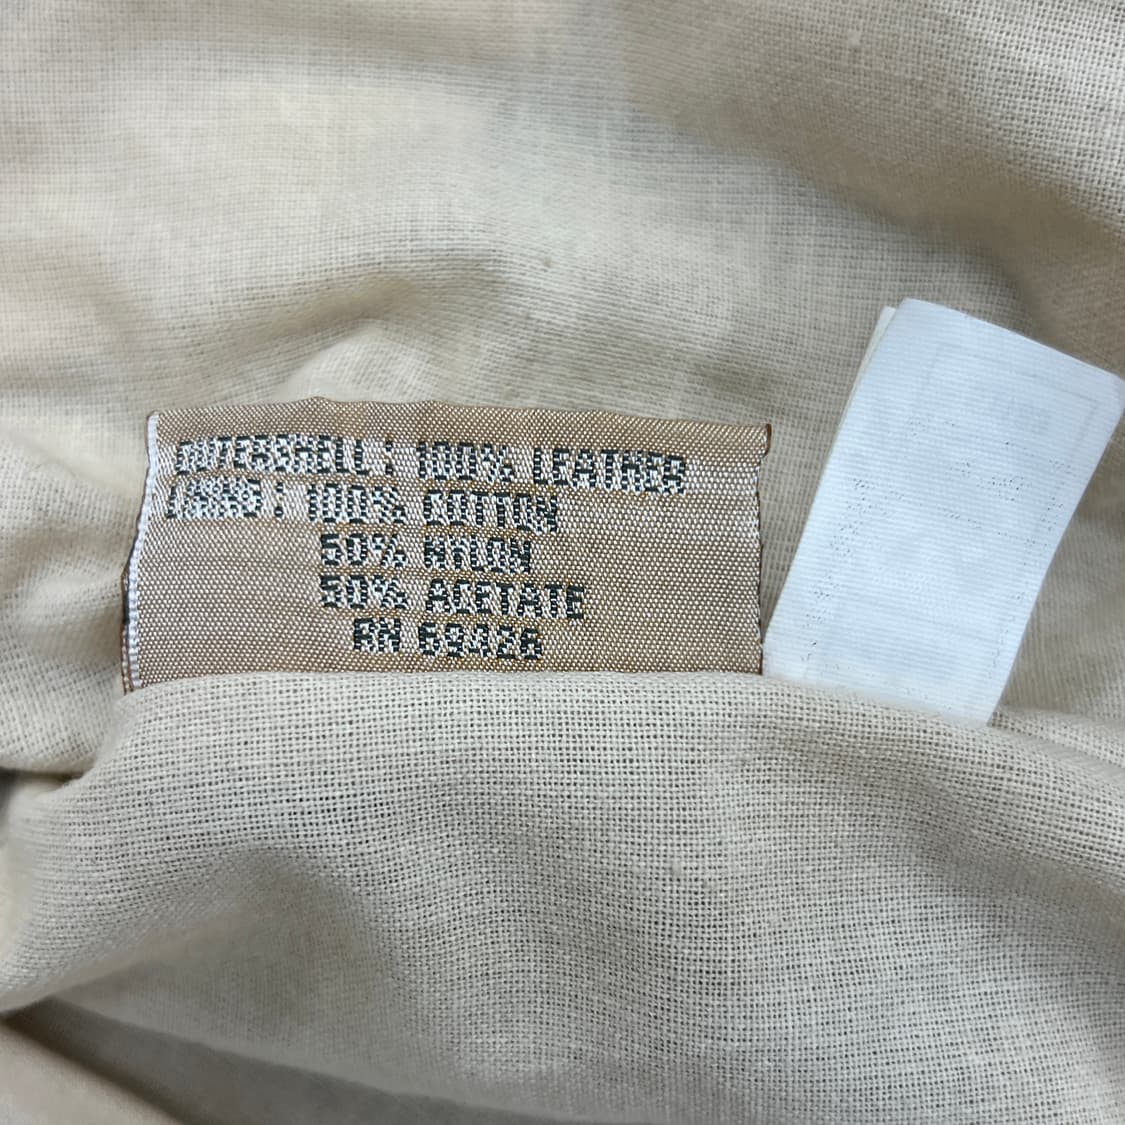 OUTERSHELL: 100% LEATHER
LINING: 100% COTTON
50% NYLON
50% ACETATE
RN 69426